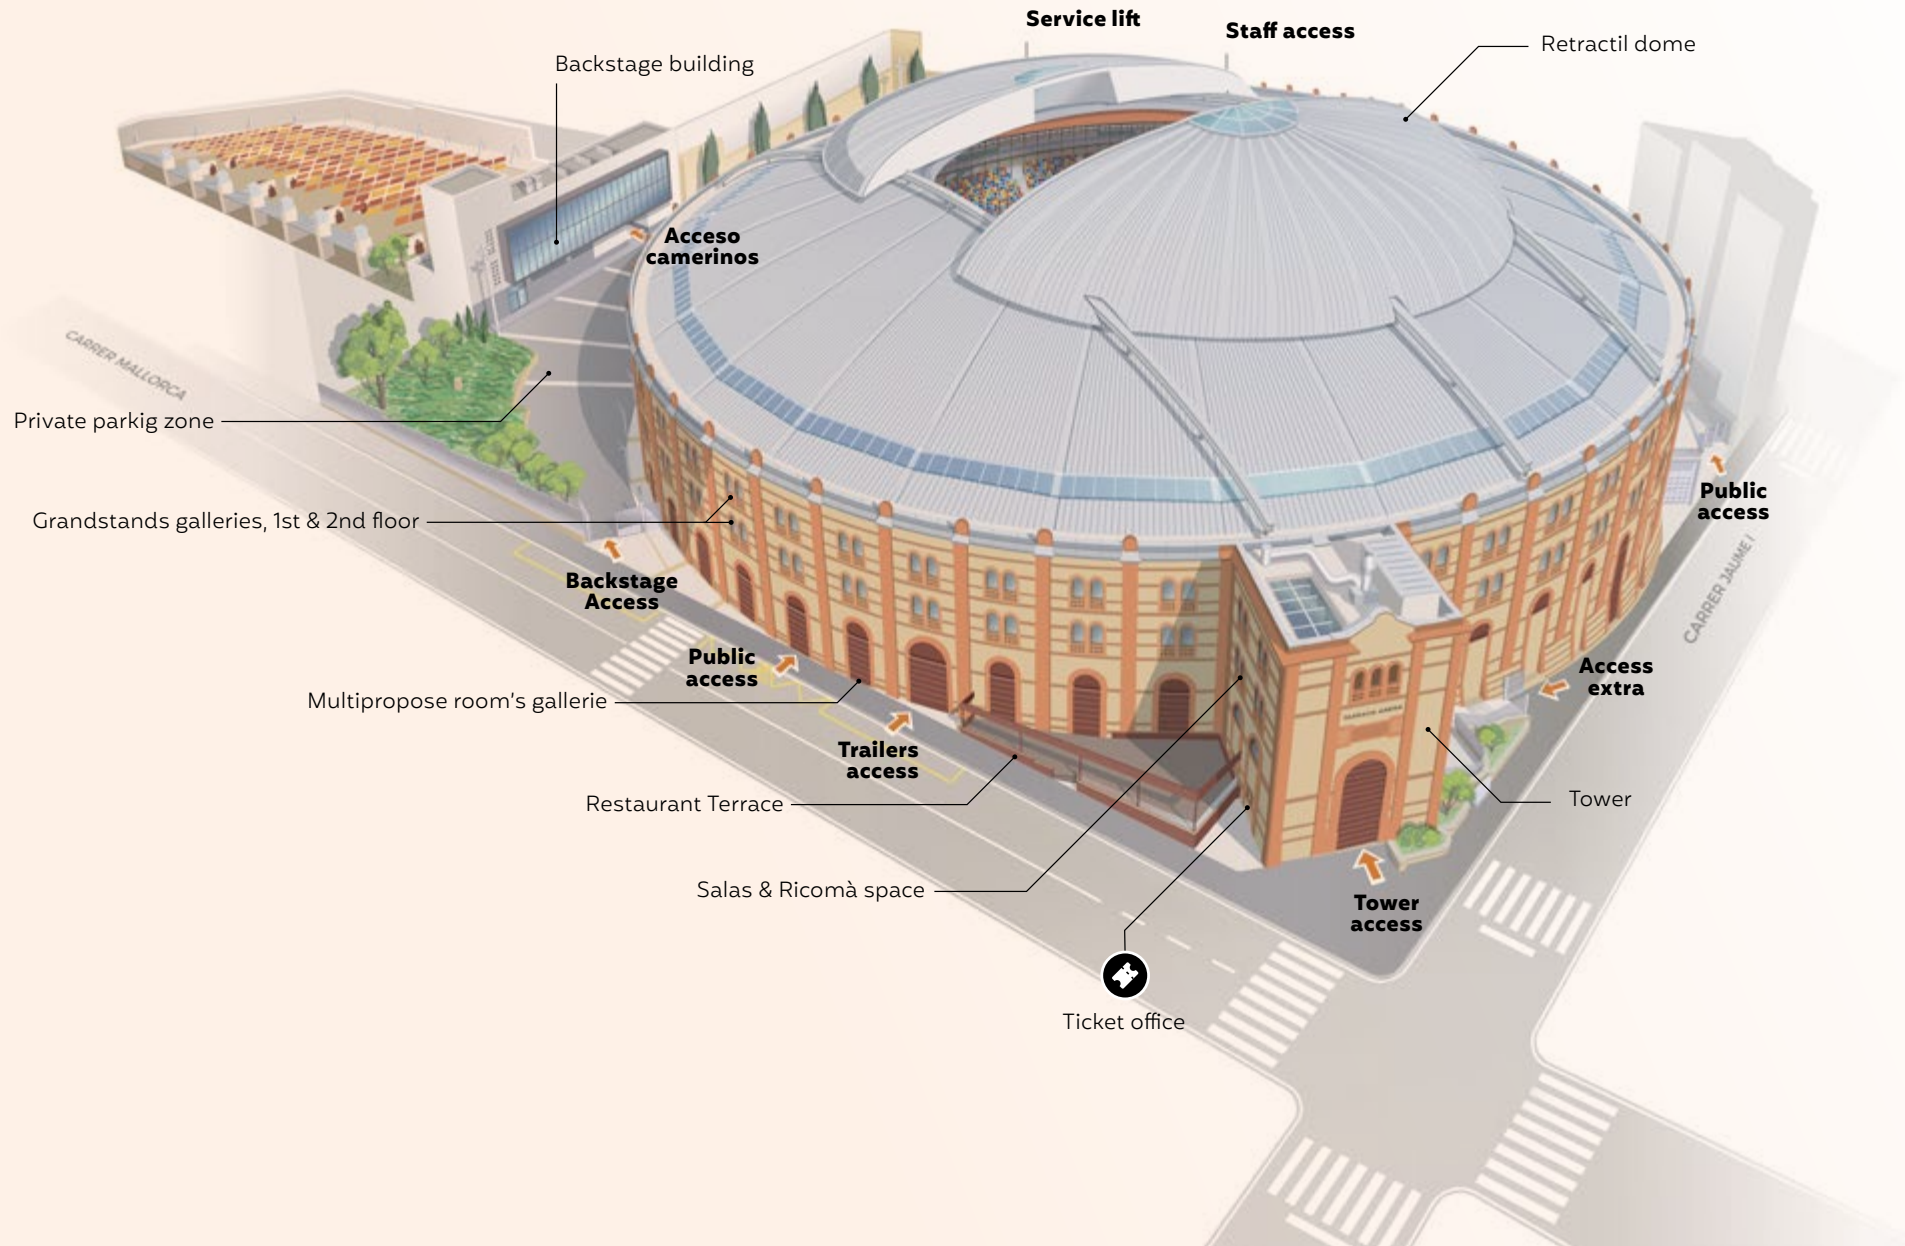 Service lift
Staff access
Retractil dome
Backstage building
Acceso
camerinos
CARRER MALLORCA
Private parkig zone
Public
access
Grandstands galleries, 1st & 2nd floor
CARRER JAUME I
Backstage
Access
Public
access
Access
extra
Multipropose room's gallerie
TARRACO ARENA
Trailers
access
Restaurant Terrace
Tower
Salas & Ricomà space
Tower
access
Ticket office